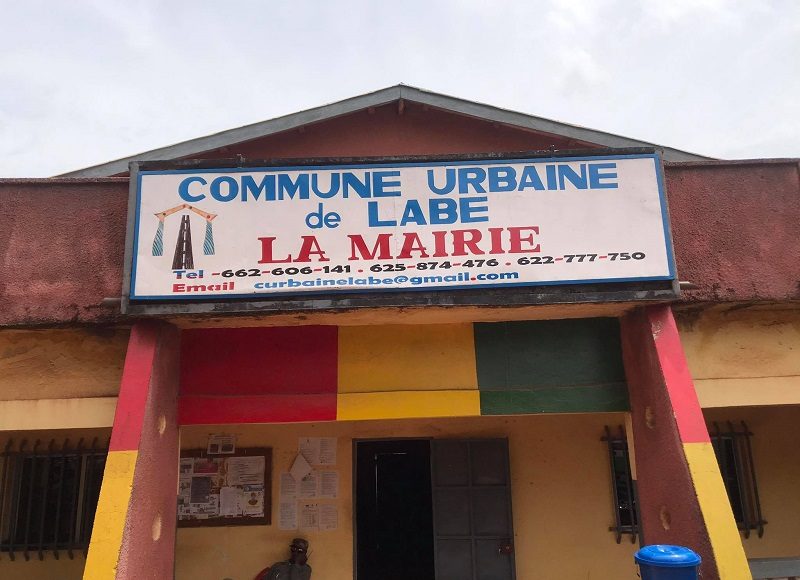 COMMUNE URBAINE
de LABE
LA MAIRIE
Tel -662-606-141 . 625-874-476 . 622-777-750
Email curbainelabe@gmail.com